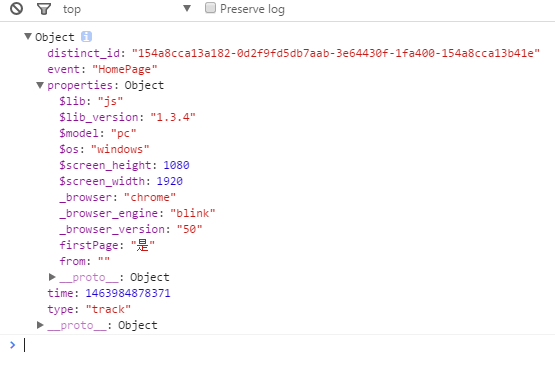 top Preserve log
Object i
distinct_id: "154a8cca13a182-0d2f9fd5db7aab-3e64430f-1fa400-154a8cca13b41e"
event: "HomePage"
properties: Object
$lib: "js"
$lib_version: "1.3.4"
$model: "pc"
$os: "windows"
$screen_height: 1080
$screen_width: 1920
_browser: "chrome"
_browser_engine: "blink"
_browser_version: "50"
firstPage: "是"
from: ""
__proto__: Object
time: 1463984878371
type: "track"
__proto__: Object
>